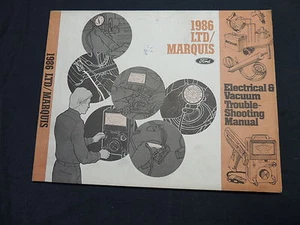 1986
LTD/
MARQUIS
Ford
Electrical &
Vacuum
Trouble-
Shooting
Manual
1986 LTD/MARQUIS